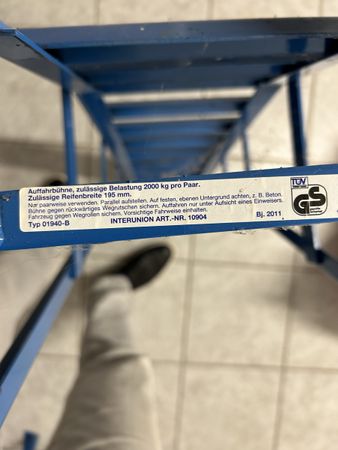 Auffahrbühne, zulässige Belastung 2000 kg pro Paar.
Zulässige Reifenbreite 195 mm.
Nur paarweise verwenden. Parallel aufstellen. Auf festen, ebenen Untergrund achten, z. B. Beton.
Bühne gegen rückwärtiges Wegrutschen sichern. Auffahren nur unter Aufsicht eines Einweisers.
Fahrzeug gegen Wegrollen sichern. Vorsichtige Fahrweise einhalten.
Typ 01940-B INTERUNION ART.-NR. 10904 Bj. 2011
TÜV
GS